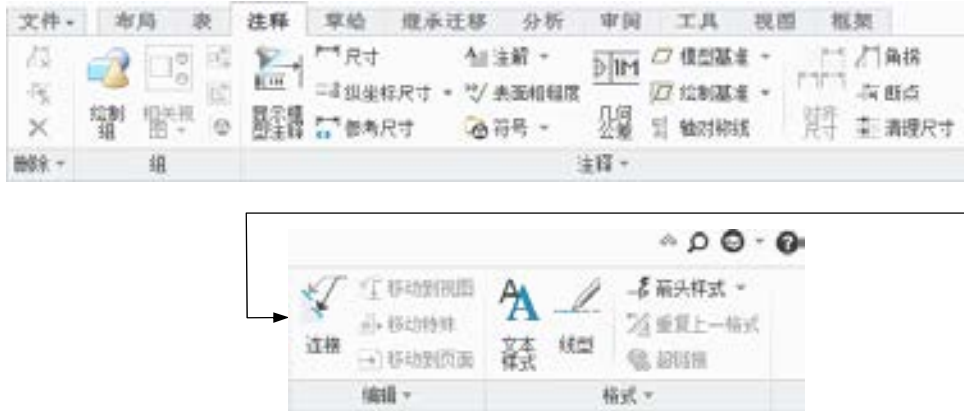 文件 布局 表 注释 草绘 继承迁移 分析 审阅 工具 视图 框架
绘制组
相关视图
显示模型注释
尺寸
纵坐标尺寸
参考尺寸
注解
表面粗糙度
符号
几何公差
模型基准
绘制基准
轴对称线
对齐尺寸
角拐
断点
清理尺寸
删除 组 注释
连接
移动到视图
移动特殊
移动到页面
文本样式
线型
箭头样式
重复上一格式
超链接
编辑 格式